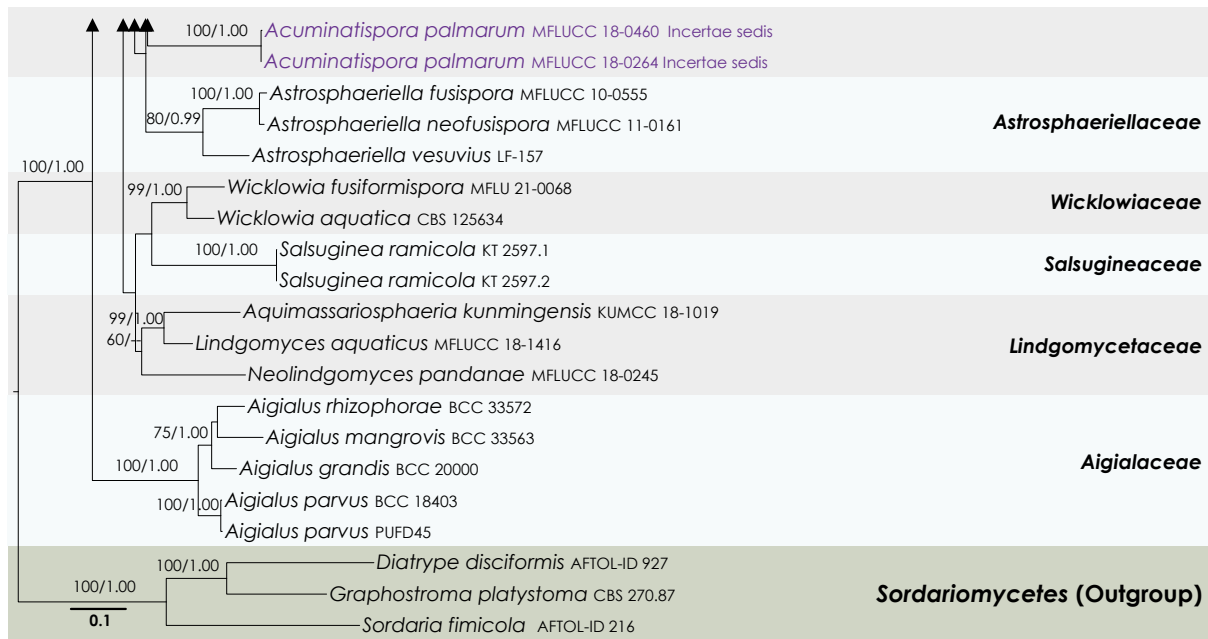 100/1.00 Acuminatispora palmarum MFLUCC 18-0460 Incertae sedis
Acuminatispora palmarum MFLUCC 18-0264 Incertae sedis
100/1.00 Astrosphaeriella fusispora MFLUCC 10-0555
80/0.99 Astrosphaeriella neofusispora MFLUCC 11-0161 Astrosphaeriellaceae
Astrosphaeriella vesuvius LF-157
100/1.00
99/1.00 Wicklowia fusiformispora MFLU 21-0068 Wicklowiaceae
Wicklowia aquatica CBS 125634
100/1.00 Salsuginea ramicola KT 2597.1 Salsugineaceae
Salsuginea ramicola KT 2597.2
Aquimassariosphaeria kunmingensis KUMCC 18-1019
99/1.00
60/-- Lindgomyces aquaticus MFLUCC 18-1416 Lindgomycetaceae
Neolindgomyces pandanae MFLUCC 18-0245
Aigialus rhizophorae BCC 33572
75/1.00 Aigialus mangrovis BCC 33563
100/1.00 Aigialus grandis BCC 20000 Aigialaceae
100/1.00 Aigialus parvus BCC 18403
Aigialus parvus PUFD45
100/1.00 Diatrype disciformis AFTOL-ID 927
100/1.00 Graphostroma platystoma CBS 270.87 Sordariomycetes (Outgroup)
0.1 Sordaria fimicola AFTOL-ID 216